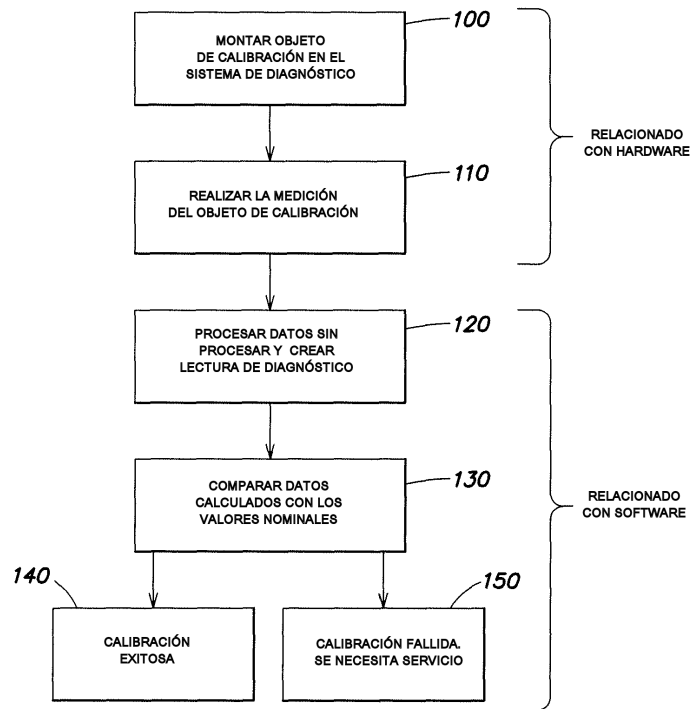 100
MONTAR OBJETO
DE CALIBRACIÓN EN EL
SISTEMA DE DIAGNÓSTICO
RELACIONADO
CON HARDWARE
110
REALIZAR LA MEDICIÓN
DEL OBJETO DE CALIBRACIÓN
120
PROCESAR DATOS SIN
PROCESAR Y CREAR
LECTURA DE DIAGNÓSTICO
130
COMPARAR DATOS
CALCULADOS CON LOS
VALORES NOMINALES
RELACIONADO
CON SOFTWARE
140
CALIBRACIÓN
EXITOSA
150
CALIBRACIÓN FALLIDA.
SE NECESITA SERVICIO